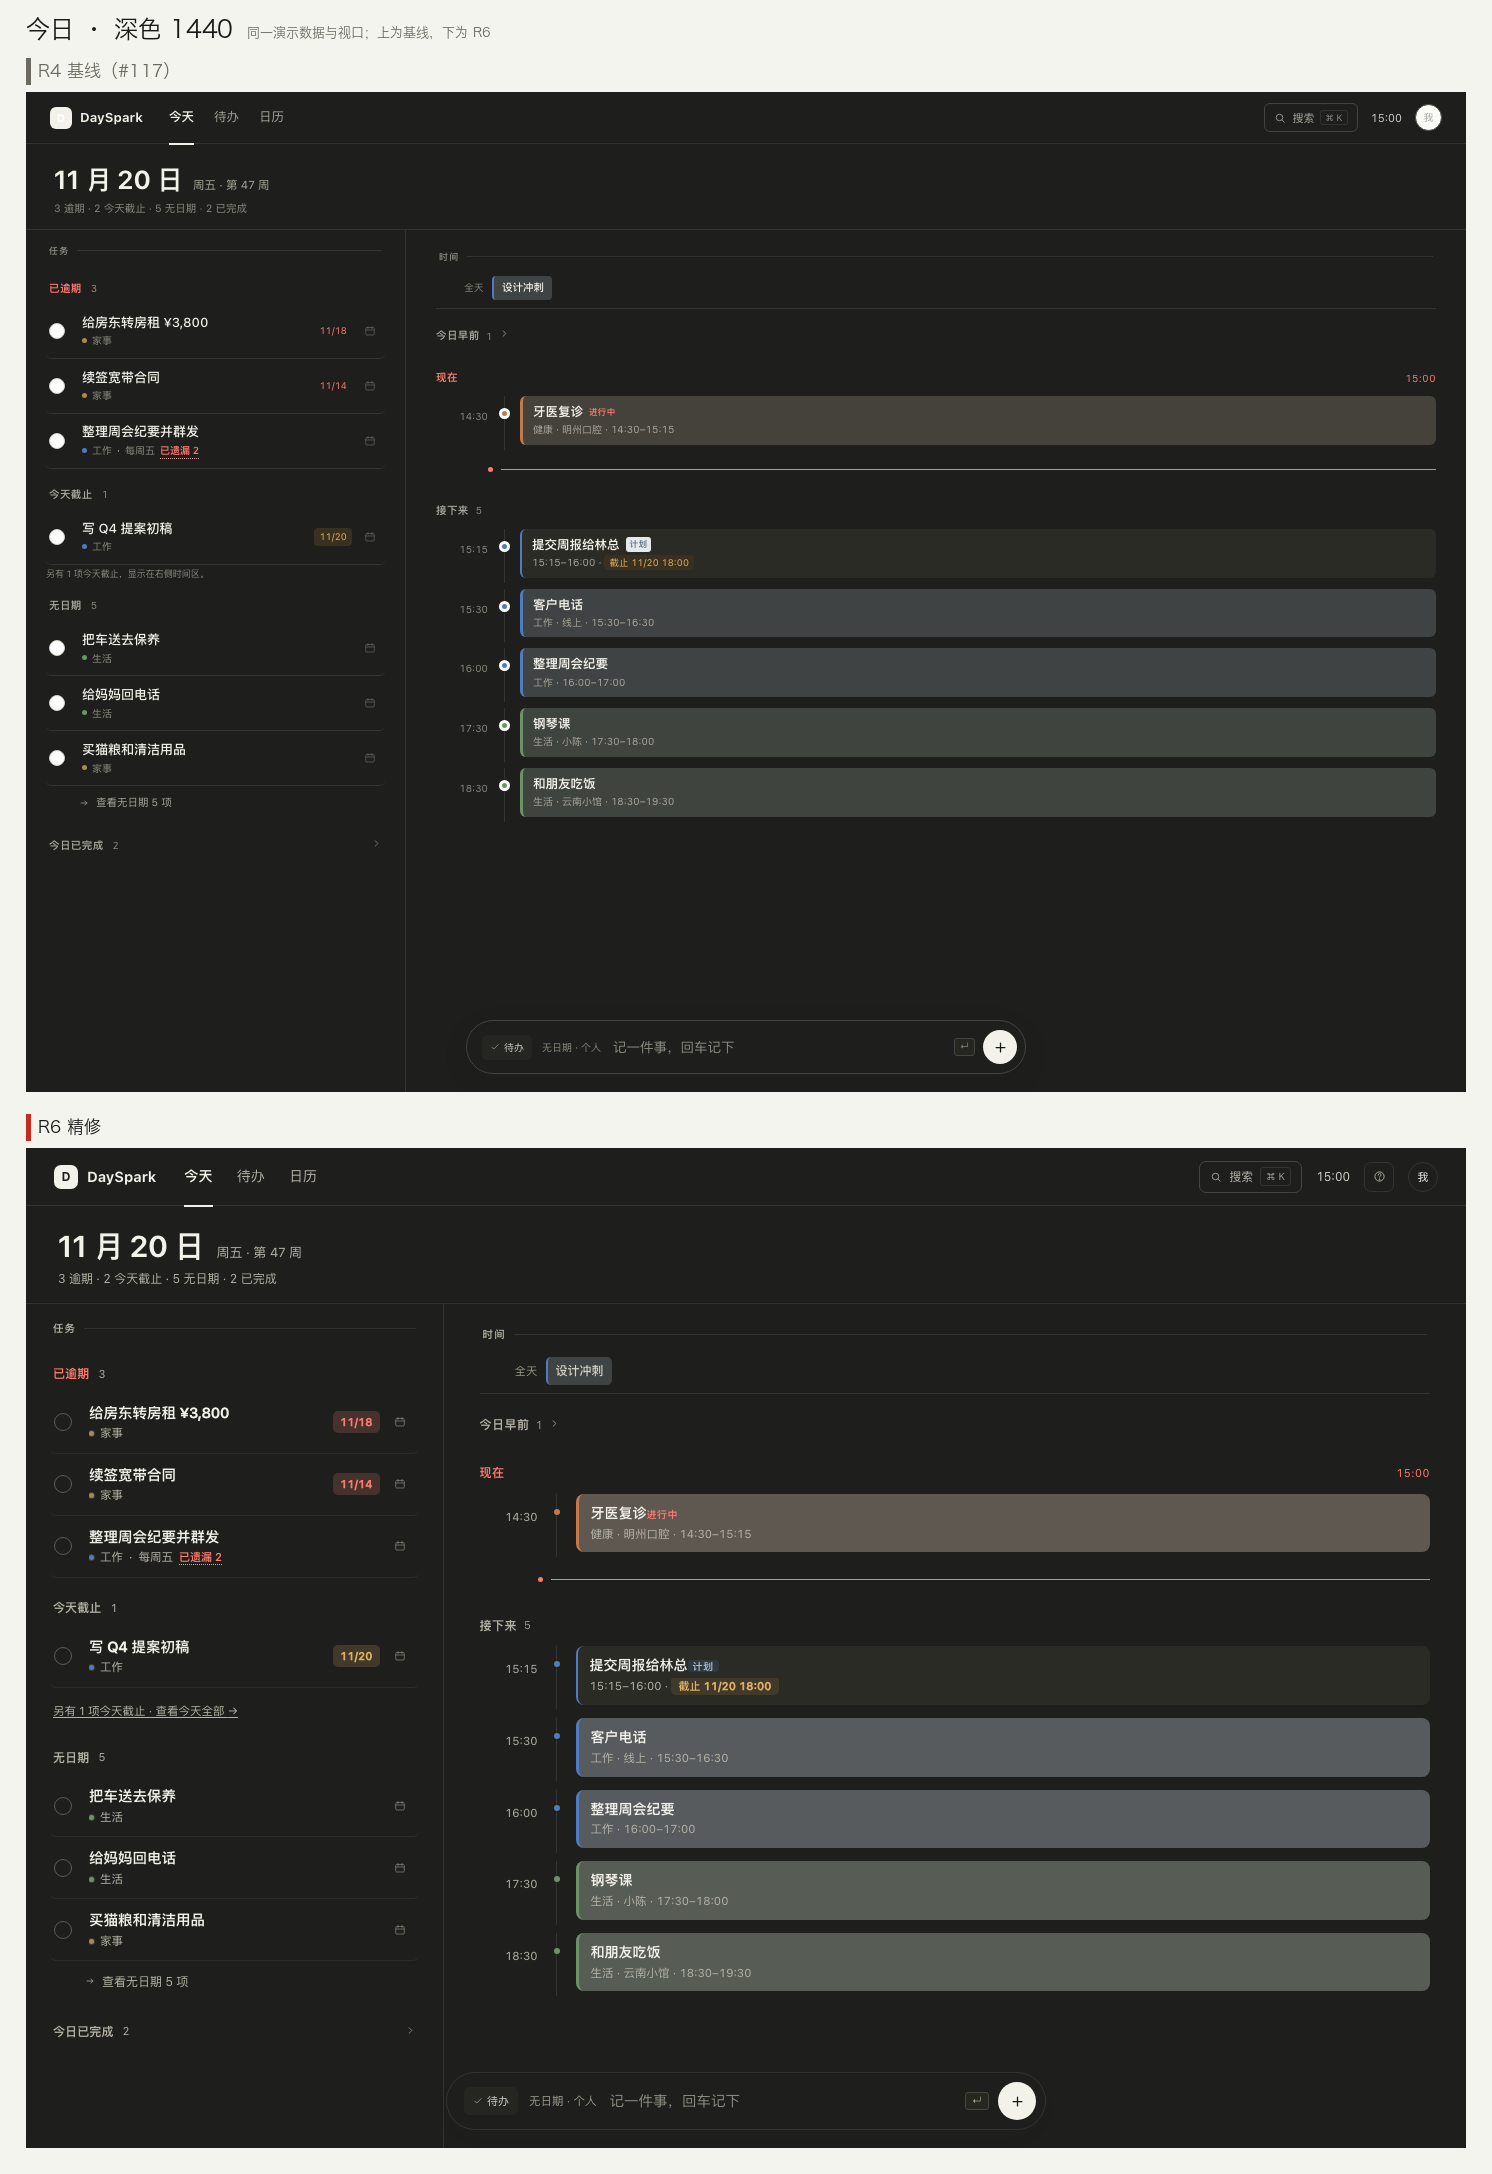 今日 · 深色 1440 同一演示数据与视口；上为基线，下为 R6
R4 基线（#117）
D DaySpark 今天 待办 日历 搜索 ⌘ K 15:00 我
11 月 20 日 周五 · 第 47 周
3 逾期 · 2 今天截止 · 5 无日期 · 2 已完成
任务
已逾期 3
给房东转房租 ¥3,800 11/18
家事
续签宽带合同 11/14
家事
整理周会纪要并群发
工作 · 每周五 已遗漏 2
今天截止 1
写 Q4 提案初稿 11/20
工作
另有 1 项今天截止，显示在右侧时间区。
无日期 5
把车送去保养
生活
给妈妈回电话
生活
买猫粮和清洁用品
家事
→ 查看无日期 5 项
今日已完成 2
时间
全天 设计冲刺
今日早前 1
现在 15:00
14:30 牙医复诊 进行中
健康 · 明州口腔 · 14:30–15:15
接下来 5
15:15 提交周报给林总 计划
15:15–16:00 · 截止 11/20 18:00
15:30 客户电话
工作 · 线上 · 15:30–16:30
16:00 整理周会纪要
工作 · 16:00–17:00
17:30 钢琴课
生活 · 小陈 · 17:30–18:00
18:30 和朋友吃饭
生活 · 云南小馆 · 18:30–19:30
✓ 待办 无日期 · 个人 记一件事，回车记下 +
R6 精修
D DaySpark 今天 待办 日历 搜索 ⌘ K 15:00 ? 我
11 月 20 日 周五 · 第 47 周
3 逾期 · 2 今天截止 · 5 无日期 · 2 已完成
任务
已逾期 3
给房东转房租 ¥3,800 11/18
家事
续签宽带合同 11/14
家事
整理周会纪要并群发
工作 · 每周五 已遗漏 2
今天截止 1
写 Q4 提案初稿 11/20
工作
另有 1 项今天截止 · 查看今天全部 →
无日期 5
把车送去保养
生活
给妈妈回电话
生活
买猫粮和清洁用品
家事
→ 查看无日期 5 项
今日已完成 2
时间
全天 设计冲刺
今日早前 1
现在 15:00
14:30 牙医复诊进行中
健康 · 明州口腔 · 14:30–15:15
接下来 5
15:15 提交周报给林总 计划
15:15–16:00 · 截止 11/20 18:00
15:30 客户电话
工作 · 线上 · 15:30–16:30
16:00 整理周会纪要
工作 · 16:00–17:00
17:30 钢琴课
生活 · 小陈 · 17:30–18:00
18:30 和朋友吃饭
生活 · 云南小馆 · 18:30–19:30
✓ 待办 无日期 · 个人 记一件事，回车记下 +